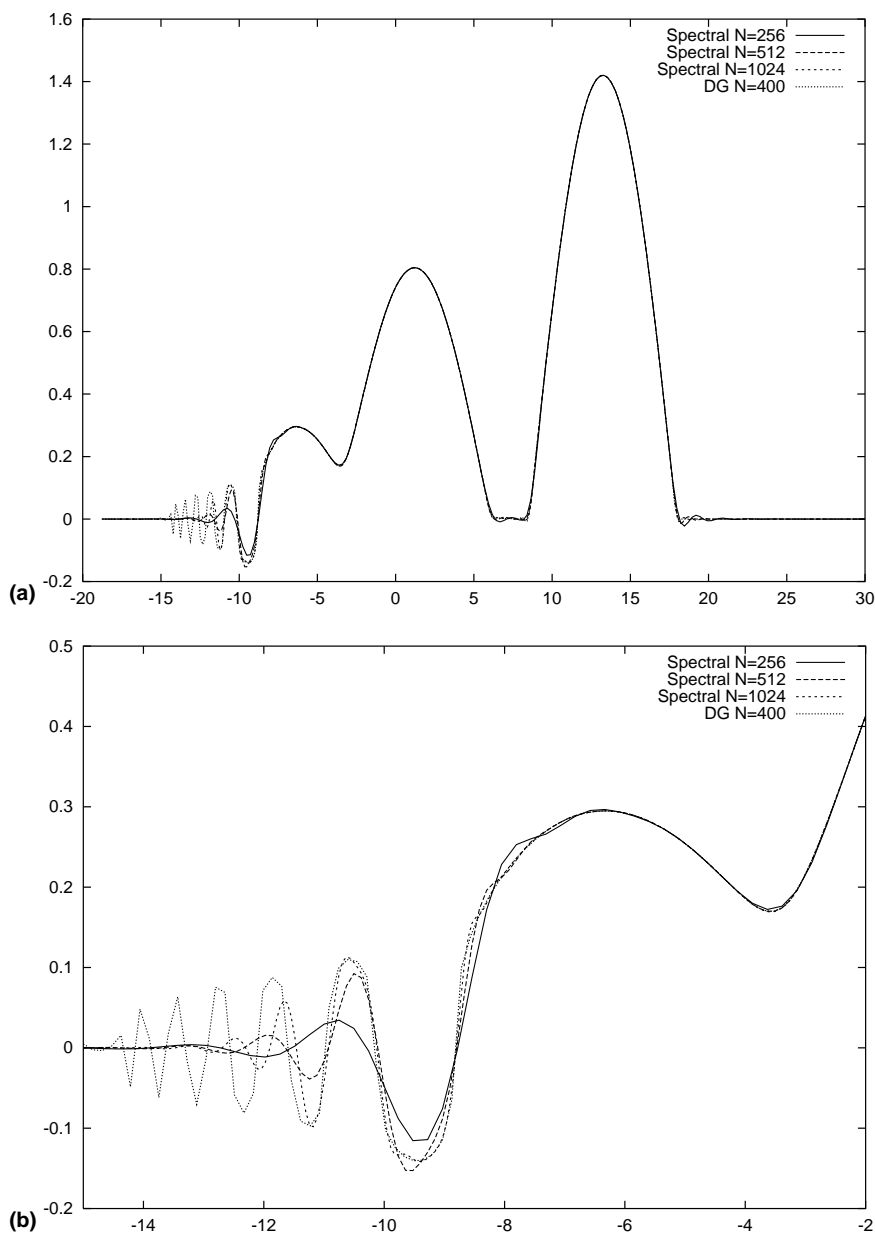 1.6
1.4
1.2
1
0.8
0.6
0.4
0.2
0
-0.2
Spectral N=256
Spectral N=512
Spectral N=1024
DG N=400
(a)
-20 -15 -10 -5 0 5 10 15 20 25 30
0.5
0.4
0.3
0.2
0.1
0
-0.1
-0.2
Spectral N=256
Spectral N=512
Spectral N=1024
DG N=400
(b)
-14 -12 -10 -8 -6 -4 -2